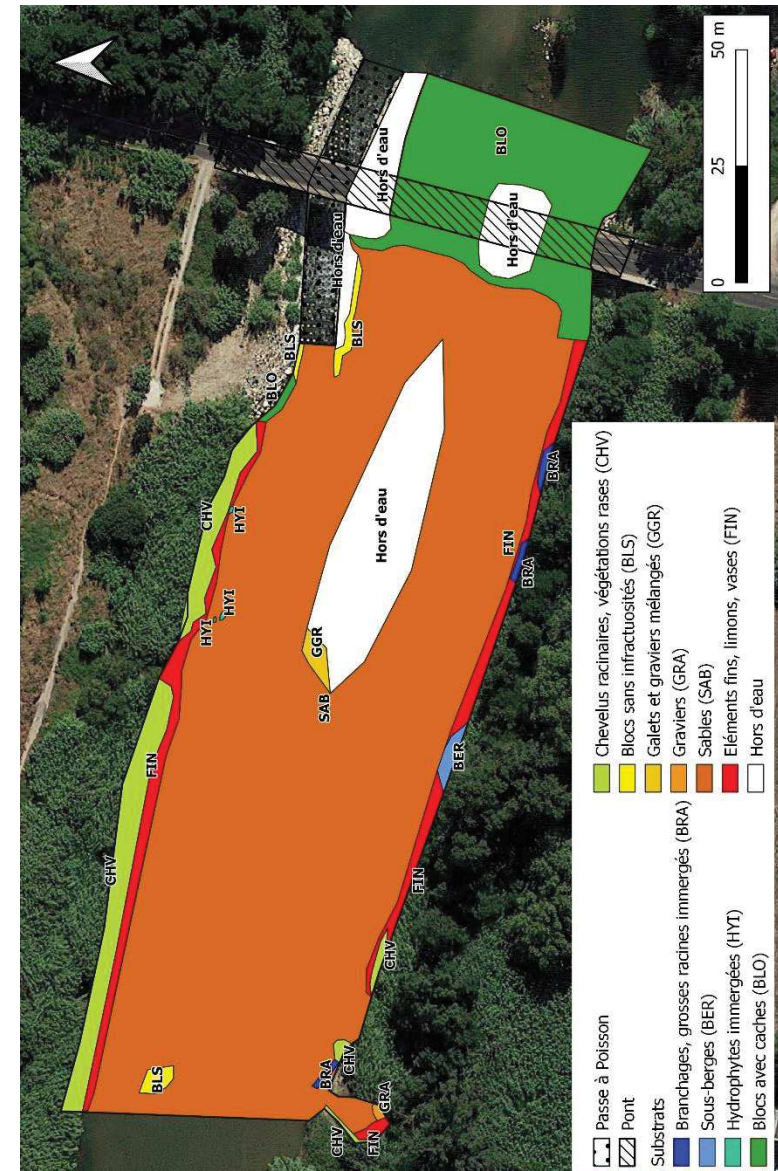 Hors d'eau
BLO
Hors d'eau
Hors d'eau
BLS
BLS
BLO
CHV
HYI
HYI
HYI
Hors d'eau
GGR
SAB
FIN
CHV
BLS
BRA
FIN
BRA
BER
FIN
CHV
BRA
CHV
GRA
CHV
FIN
0 25 50 m
Passe à Poisson
Pont
Substrats
Branchages, grosses racines immergés (BRA)
Sous-berges (BER)
Hydrophytes immergées (HYI)
Blocs avec caches (BLO)
Chevelus racinaires, végétations rases (CHV)
Blocs sans infractuosités (BLS)
Galets et graviers mélangés (GGR)
Graviers (GRA)
Sables (SAB)
Eléments fins, limons, vases (FIN)
Hors d'eau